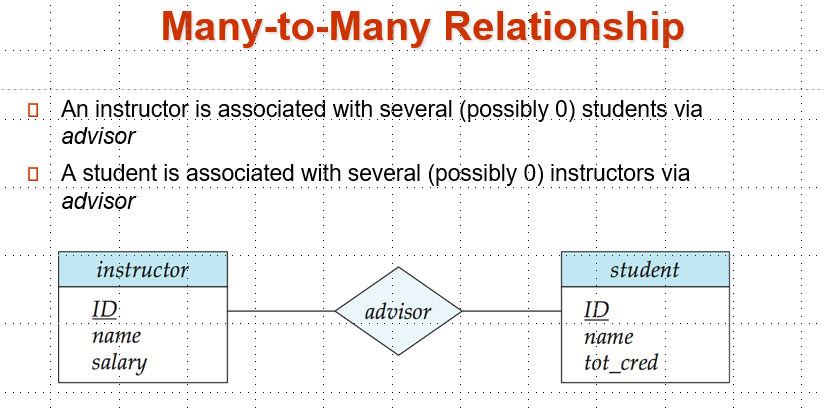 Many-to-Many Relationship
An instructor is associated with several (possibly 0) students via
advisor
A student is associated with several (possibly 0) instructors via
advisor
instructor
ID
name
salary
advisor
student
ID
name
tot_cred